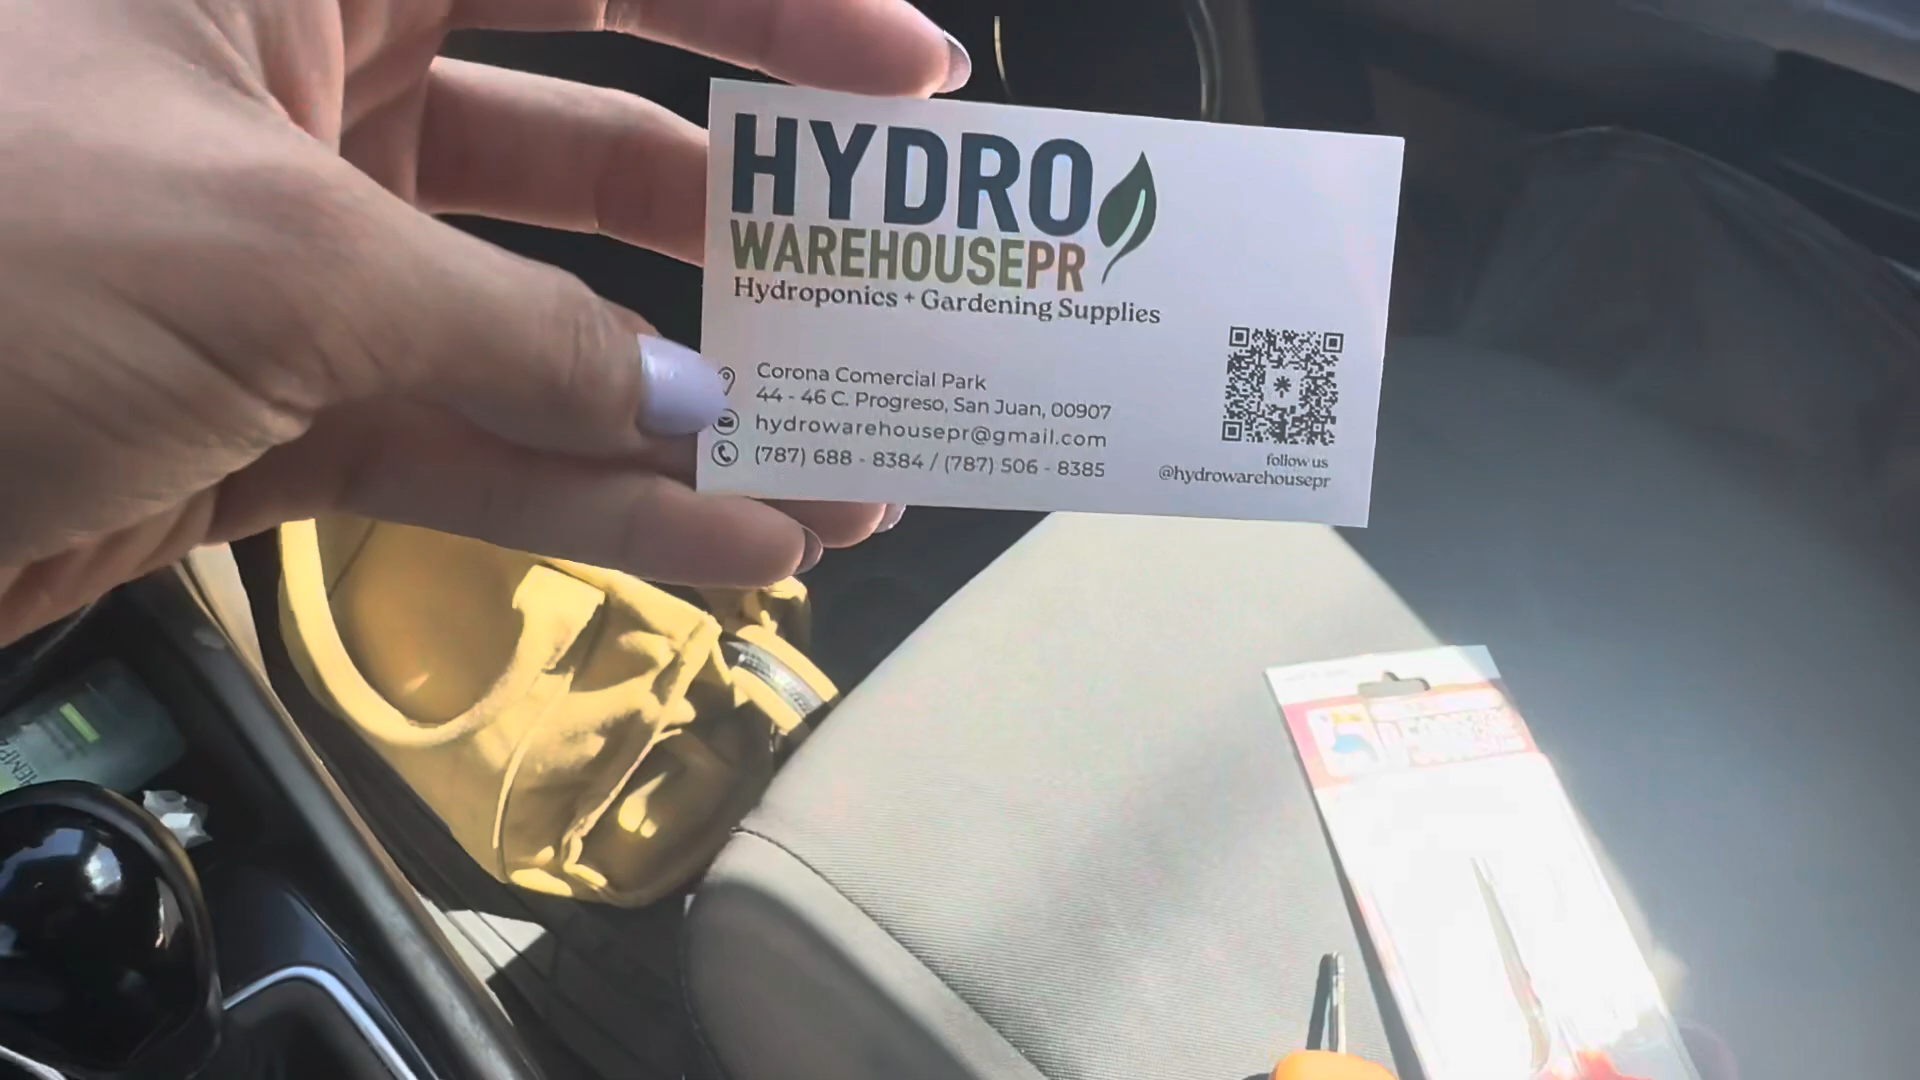 HYDRO
WAREHOUSEPR
Hydroponics + Gardening Supplies
Corona Comercial Park
44 - 46 C. Progreso, San Juan, 00907
hydrowarehousepr@gmail.com
(787) 688 - 8384 / (787) 506 - 8385
follow us
@hydrowarehousepr
HEMPZ